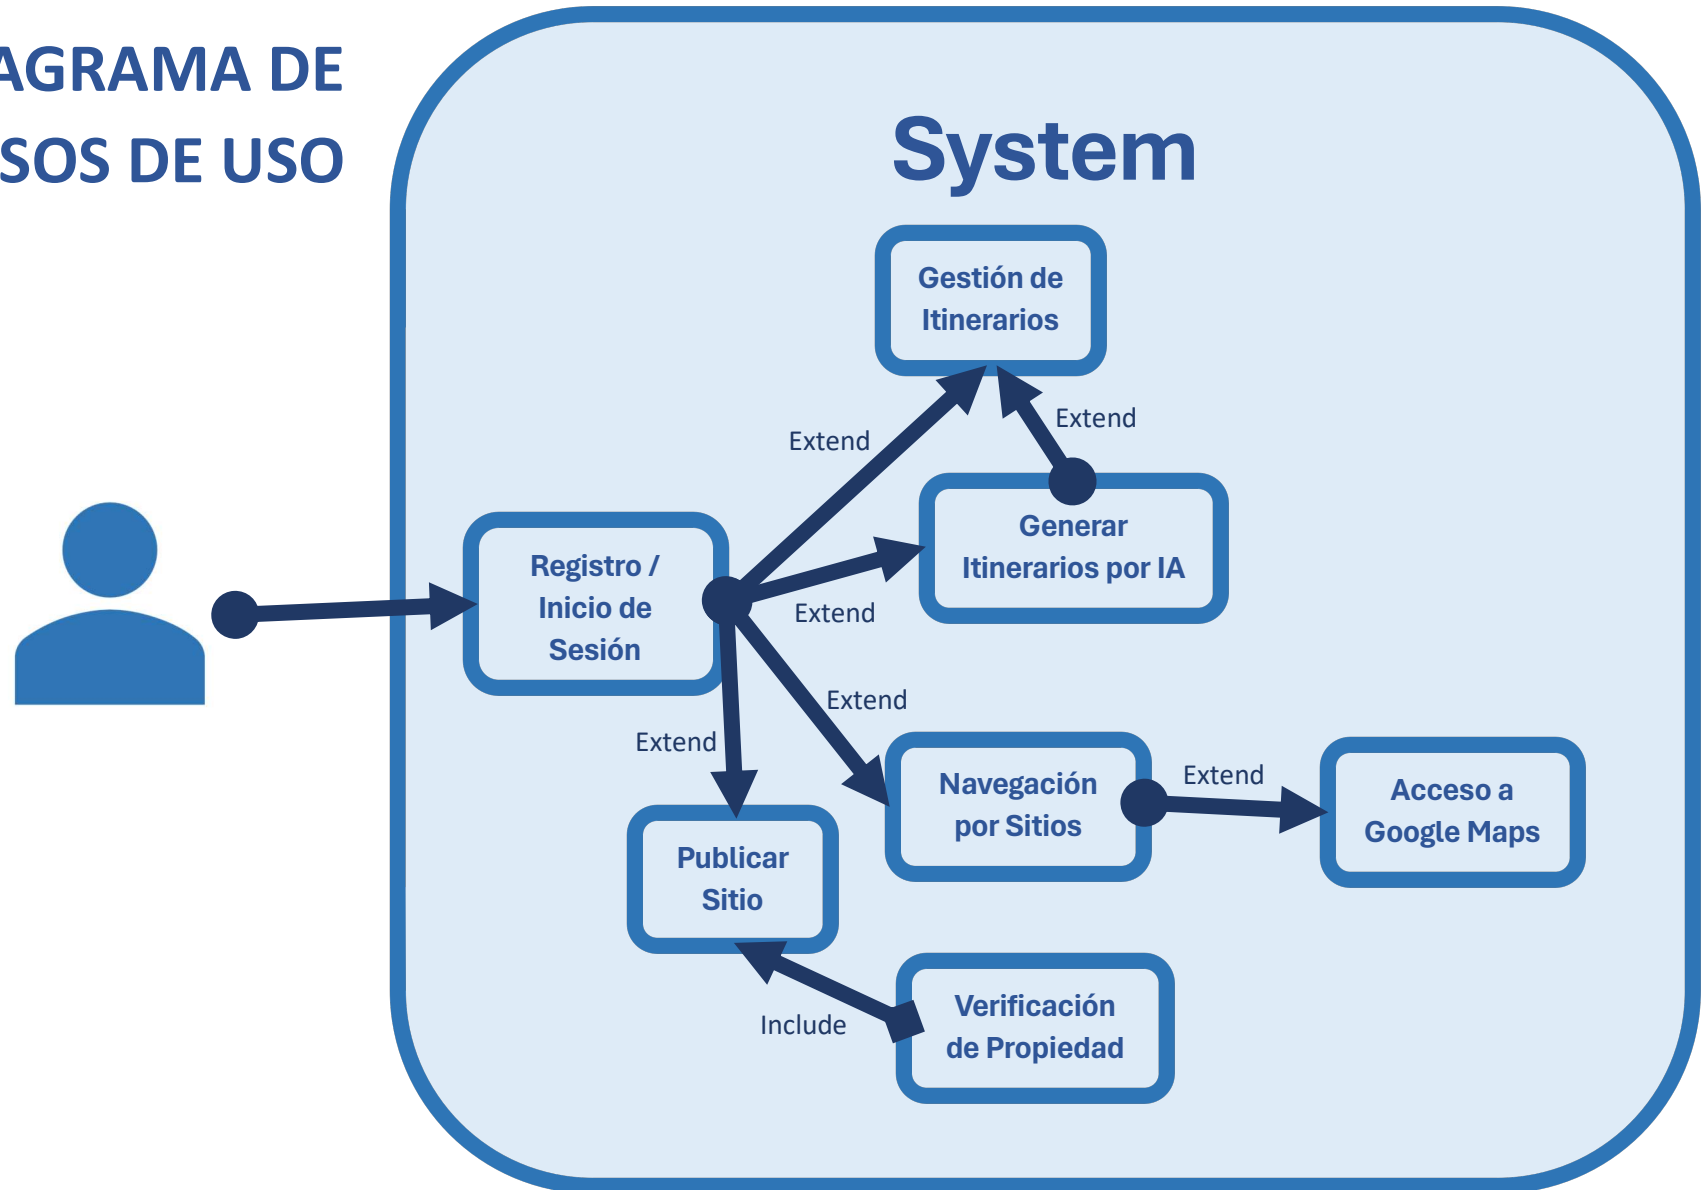 AGRAMA DE
SOS DE USO
System
Gestión de
Itinerarios
Extend
Extend
Generar
Itinerarios por IA
Registro /
Inicio de
Sesión
Extend
Extend
Extend
Navegación
por Sitios
Extend
Acceso a
Google Maps
Publicar
Sitio
Include
Verificación
de Propiedad